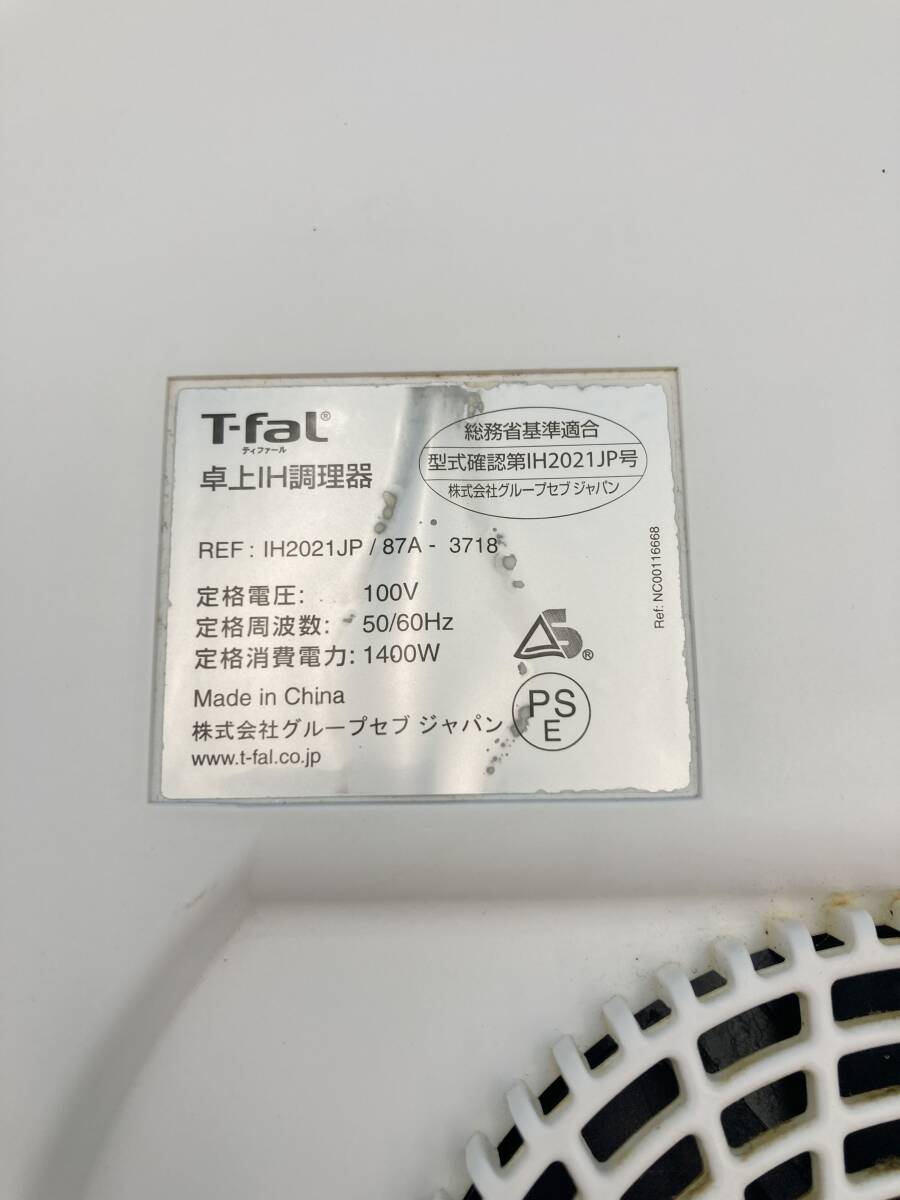 T-fal®
ティファール
卓上IH調理器
総務省基準適合
型式確認第IH2021JP号
株式会社グループセブ ジャパン
REF : IH2021JP / 87A - 3718
定格電圧: 100V
定格周波数: 50/60Hz
定格消費電力: 1400W
Made in China
株式会社グループセブ ジャパン
www.t-fal.co.jp
S®
PS
E
Ref: NC00116668